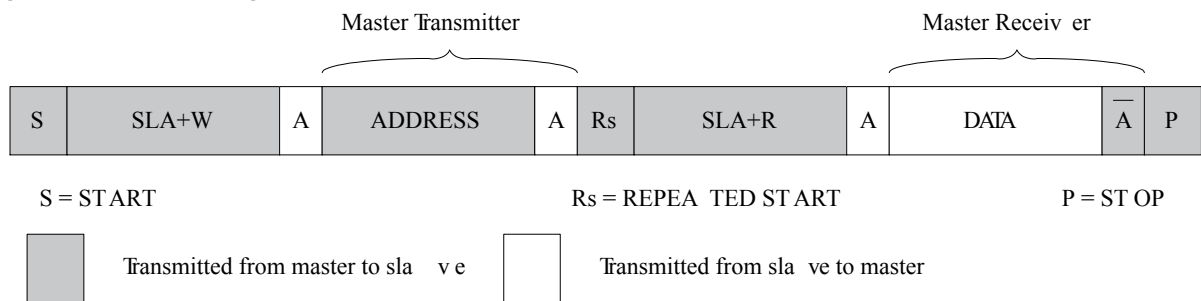 Master Transmitter Master Receiv er
S SLA+W A ADDRESS A Rs SLA+R A DATA A̅ P
S = ST ART Rs = REPEA TED ST ART P = ST OP
Transmitted from master to sla v e Transmitted from sla ve to master